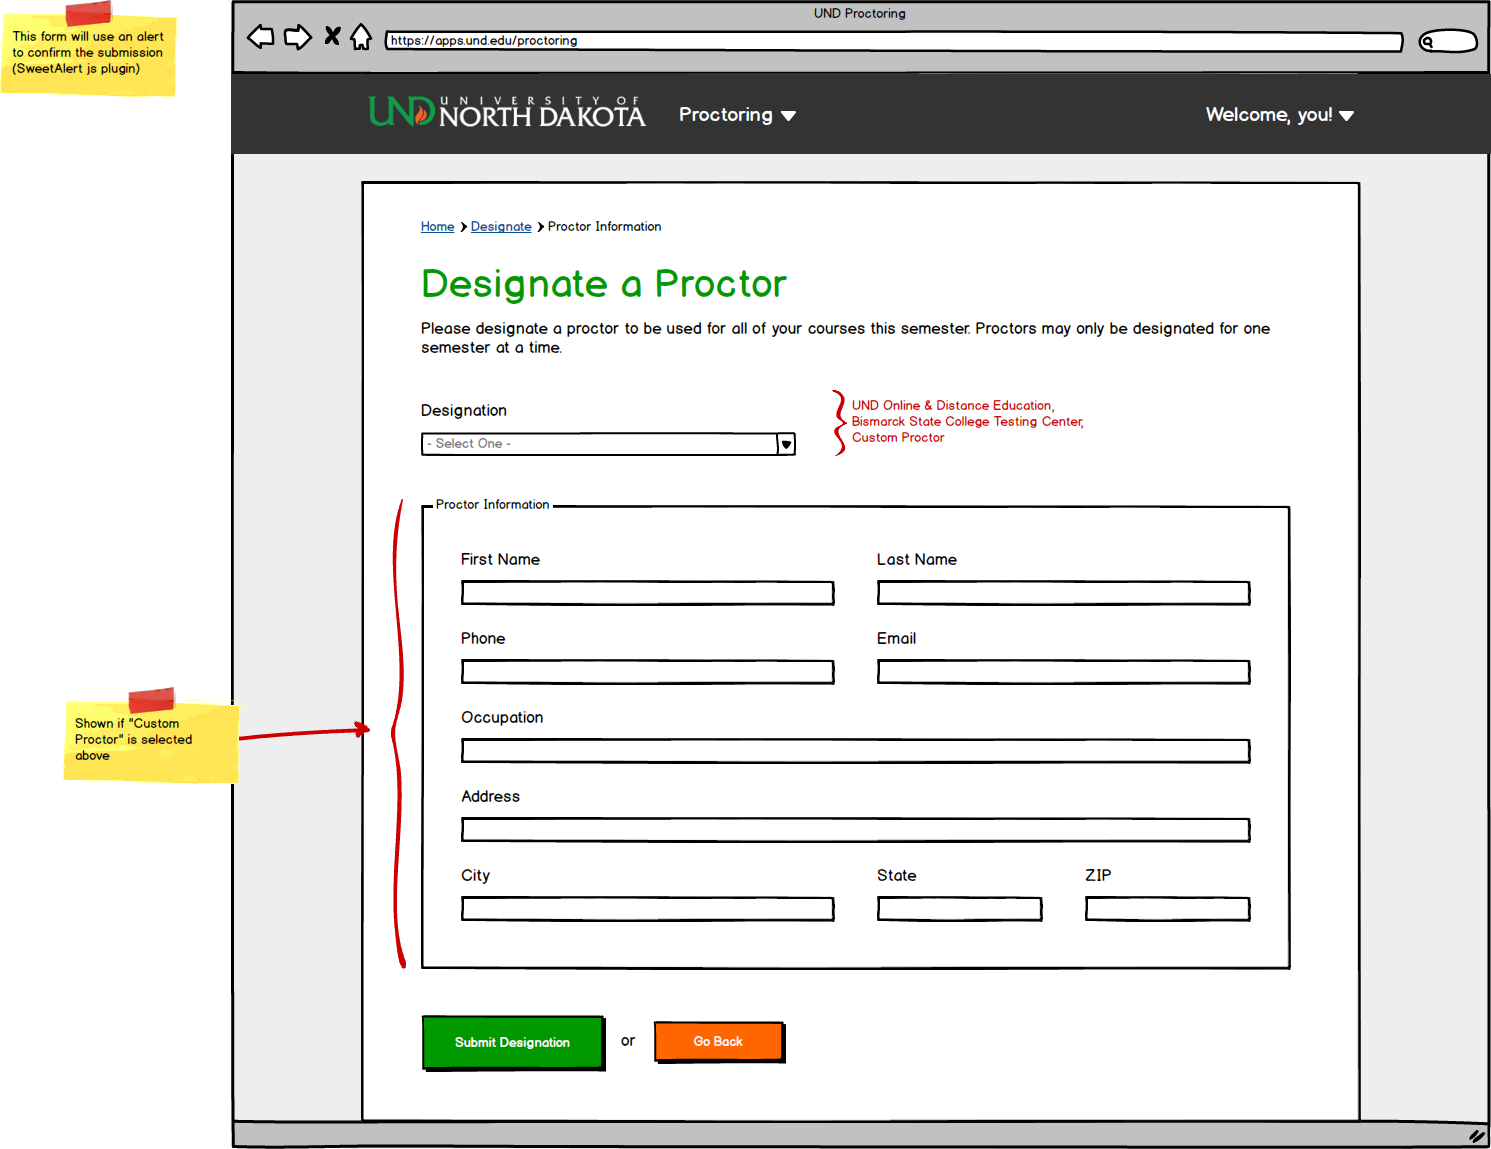 This form will use an alert
to confirm the submission
(SweetAlert js plugin)
UND Proctoring
https://apps.und.edu/proctoring
UND UNIVERSITY OF
NORTH DAKOTA
Proctoring
Welcome, you!
Home Designate Proctor Information
Designate a Proctor
Please designate a proctor to be used for all of your courses this semester. Proctors may only be designated for one
semester at a time.
Designation
- Select One -
UND Online & Distance Education,
Bismarck State College Testing Center,
Custom Proctor
Proctor Information
First Name
Last Name
Phone
Email
Occupation
Shown if "Custom
Proctor" is selected
above
Address
City
State
ZIP
Submit Designation
or
Go Back